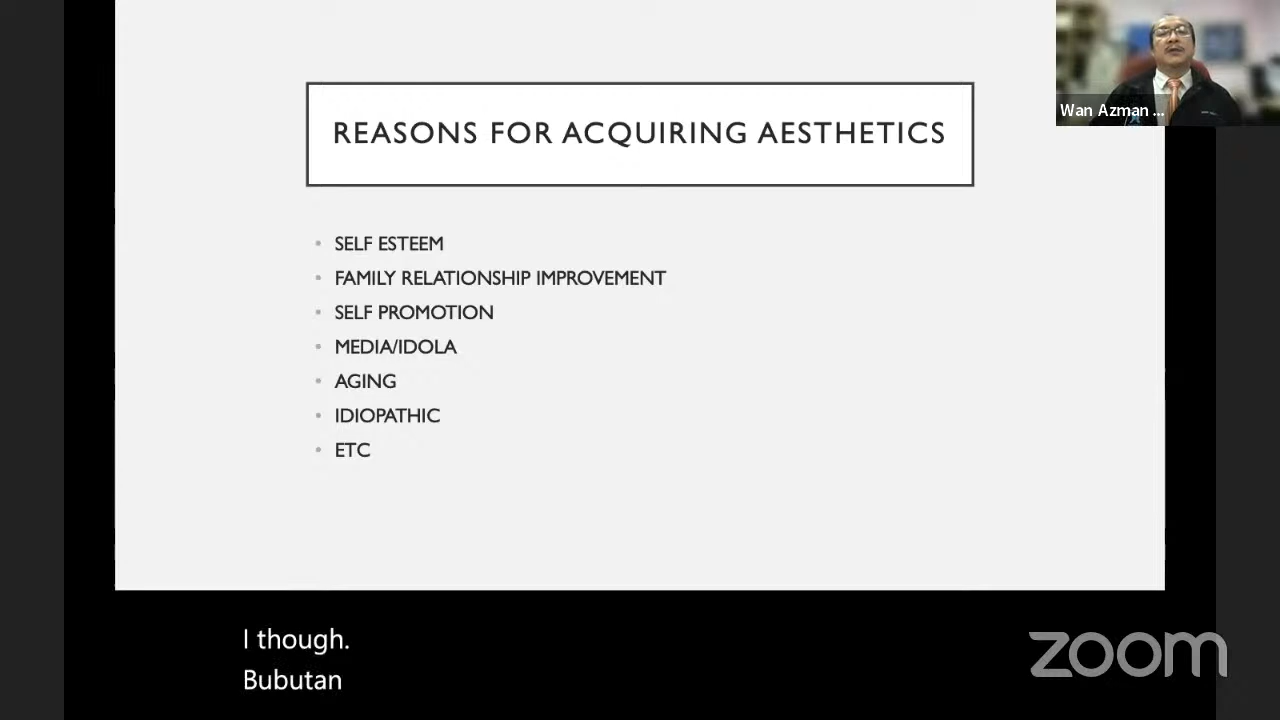 REASONS FOR ACQUIRING AESTHETICS
SELF ESTEEM
FAMILY RELATIONSHIP IMPROVEMENT
SELF PROMOTION
MEDIA/IDOLA
AGING
IDIOPATHIC
ETC
Wan Azman ...
I though.
Bubutan
zoom